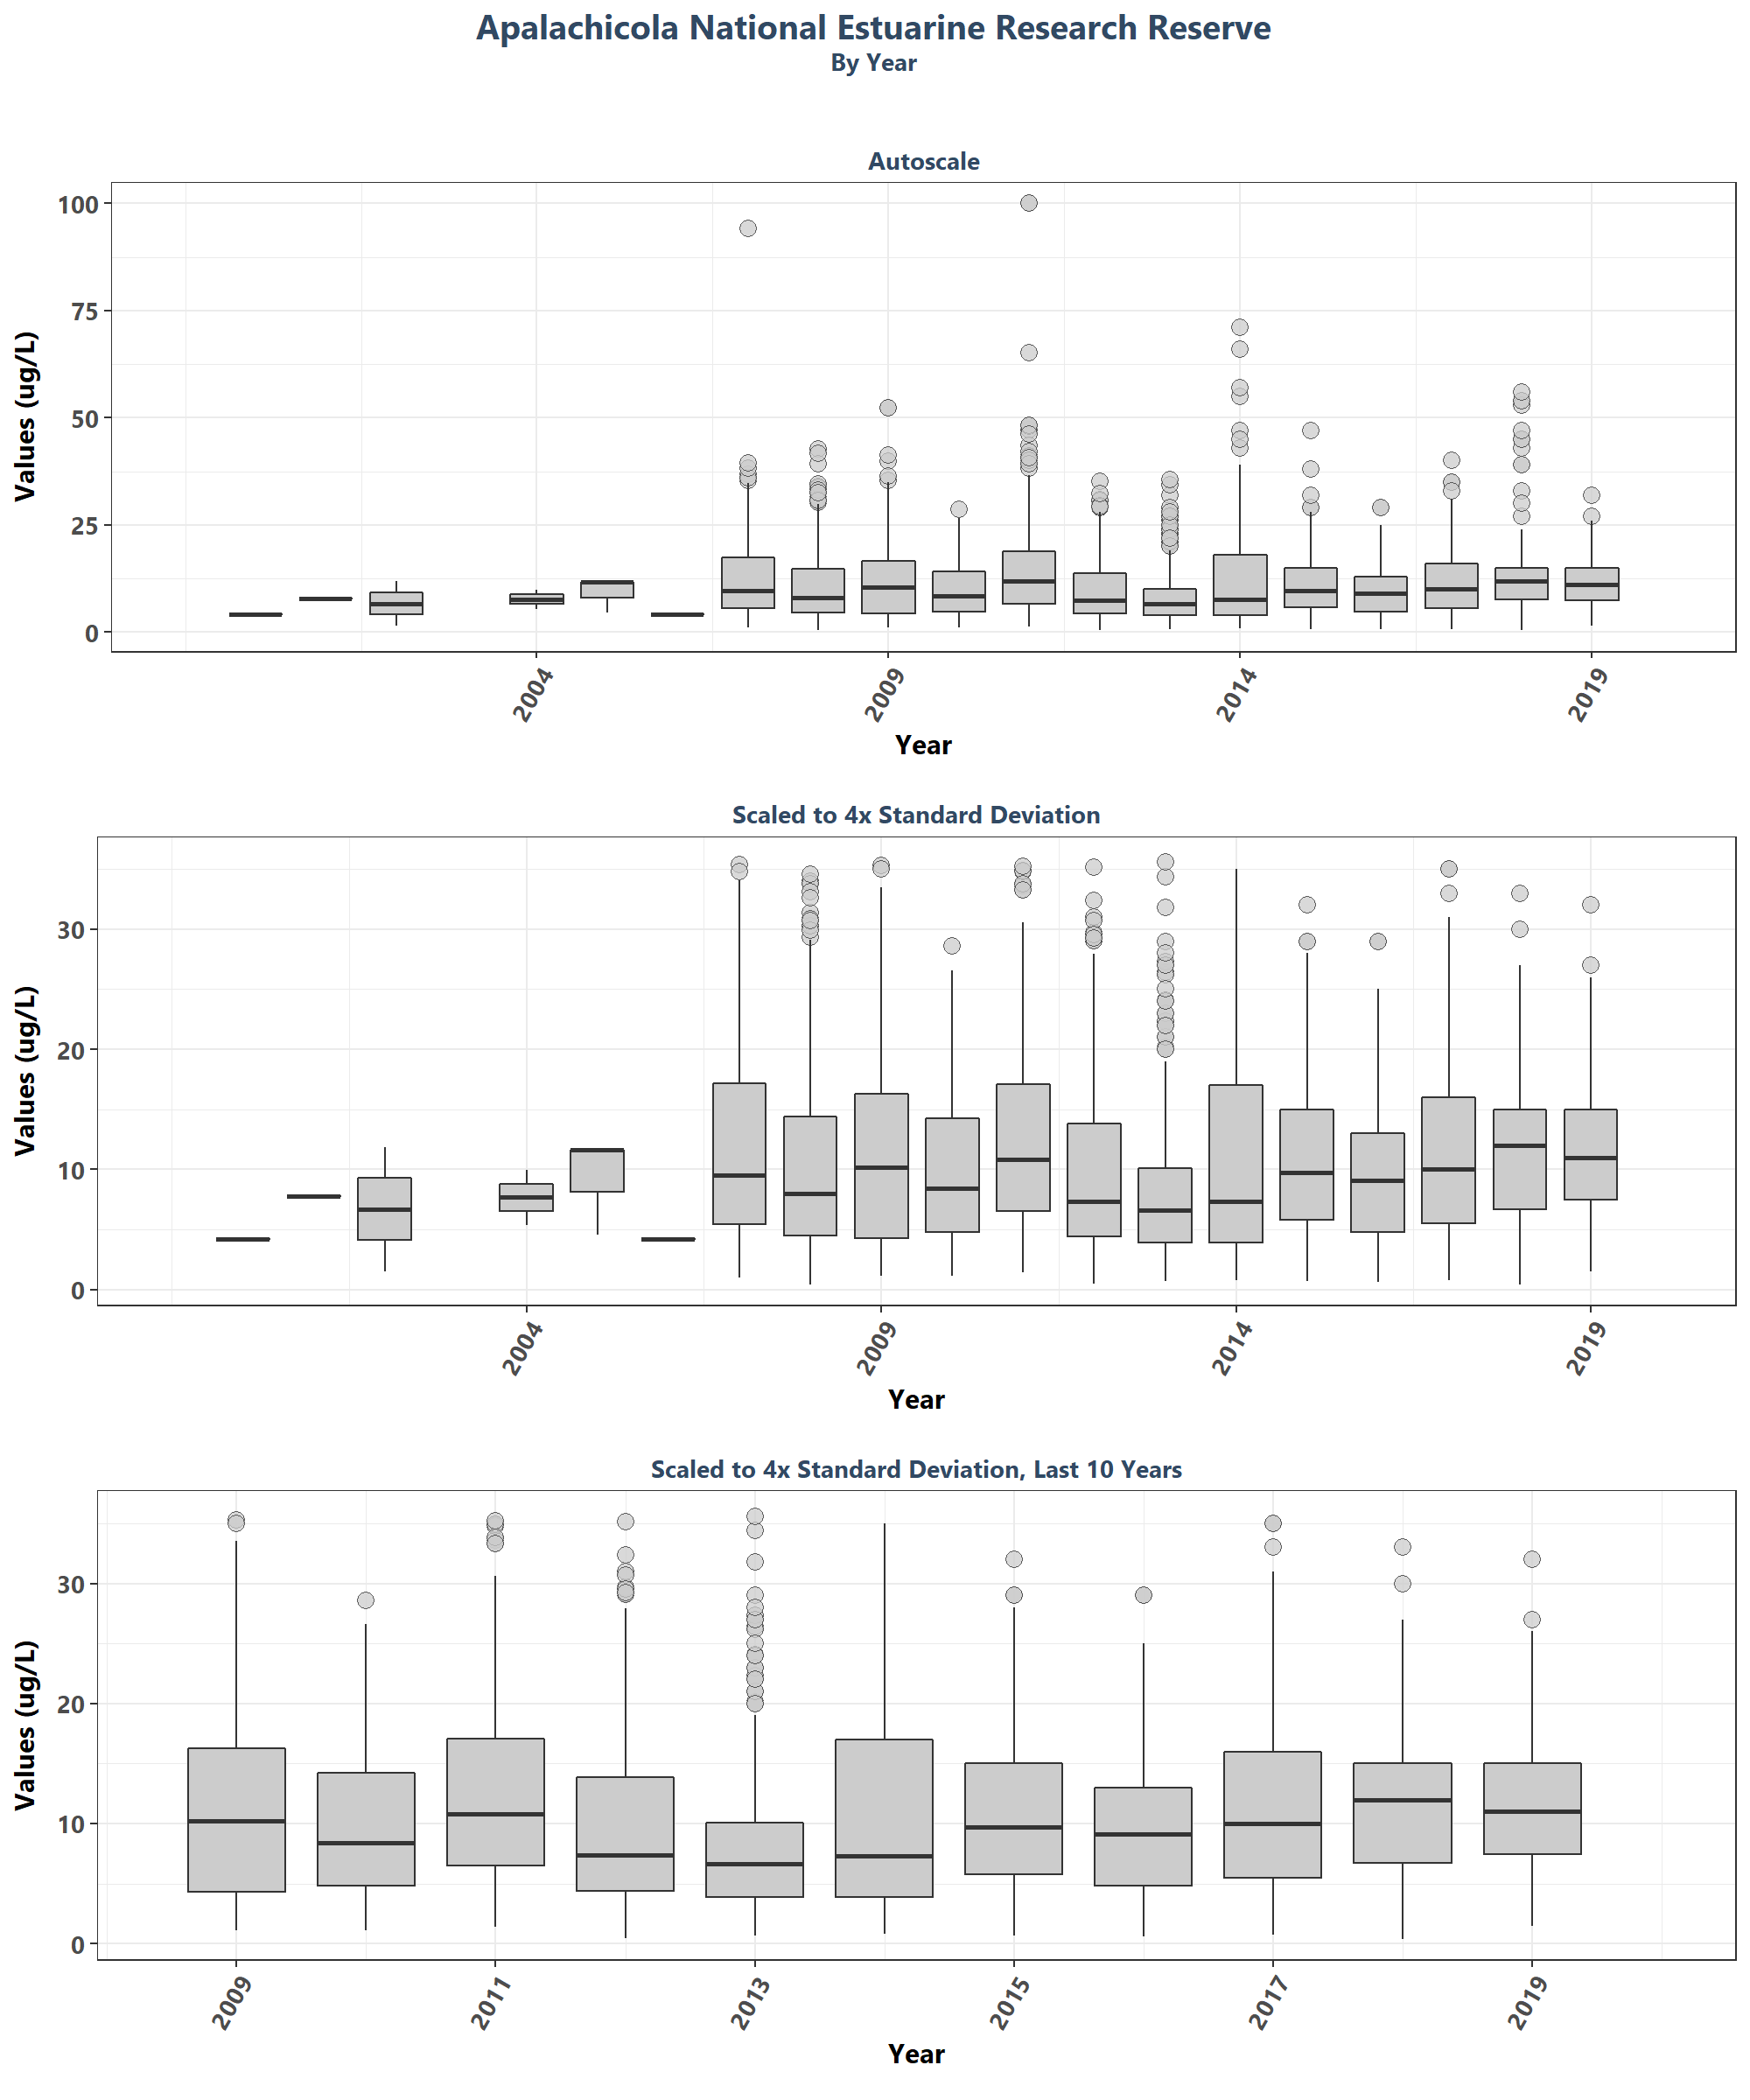 Apalachicola National Estuarine Research Reserve
By Year
Autoscale
Values (ug/L)
100
75
50
25
0
2004
2009
2014
2019
Year
Scaled to 4x Standard Deviation
Values (ug/L)
30
20
10
0
2004
2009
2014
2019
Year
Scaled to 4x Standard Deviation, Last 10 Years
Values (ug/L)
30
20
10
0
2009
2011
2013
2015
2017
2019
Year